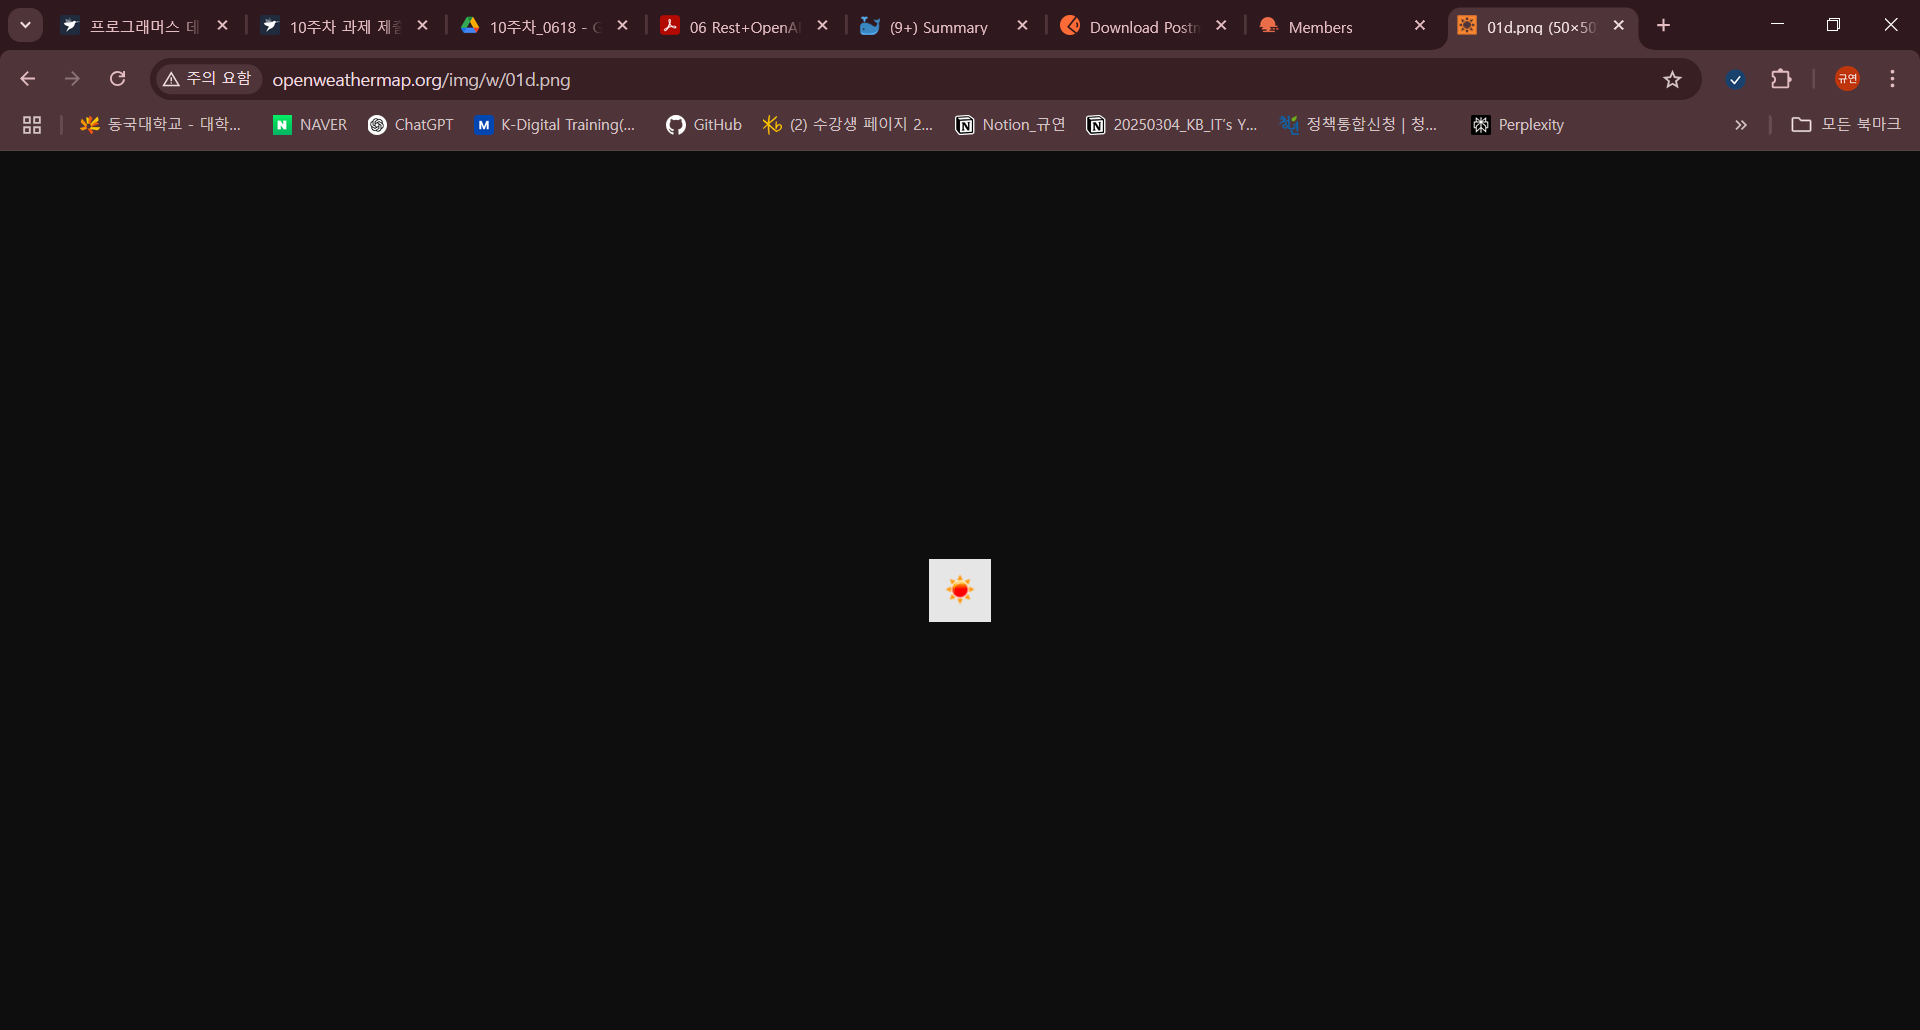 프로그래머스 데
10주차 과제 제출
10주차_0618 - G
06 Rest+OpenA
(9+) Summary
Download Postn
Members
01d.png (50×50
주의 요함
openweathermap.org/img/w/01d.png
규연
동국대학교 - 대학...
NAVER
ChatGPT
K-Digital Training(...
GitHub
(2) 수강생 페이지 2...
Notion_규연
20250304_KB_IT's Y...
정책통합신청 | 청...
Perplexity
모든 북마크